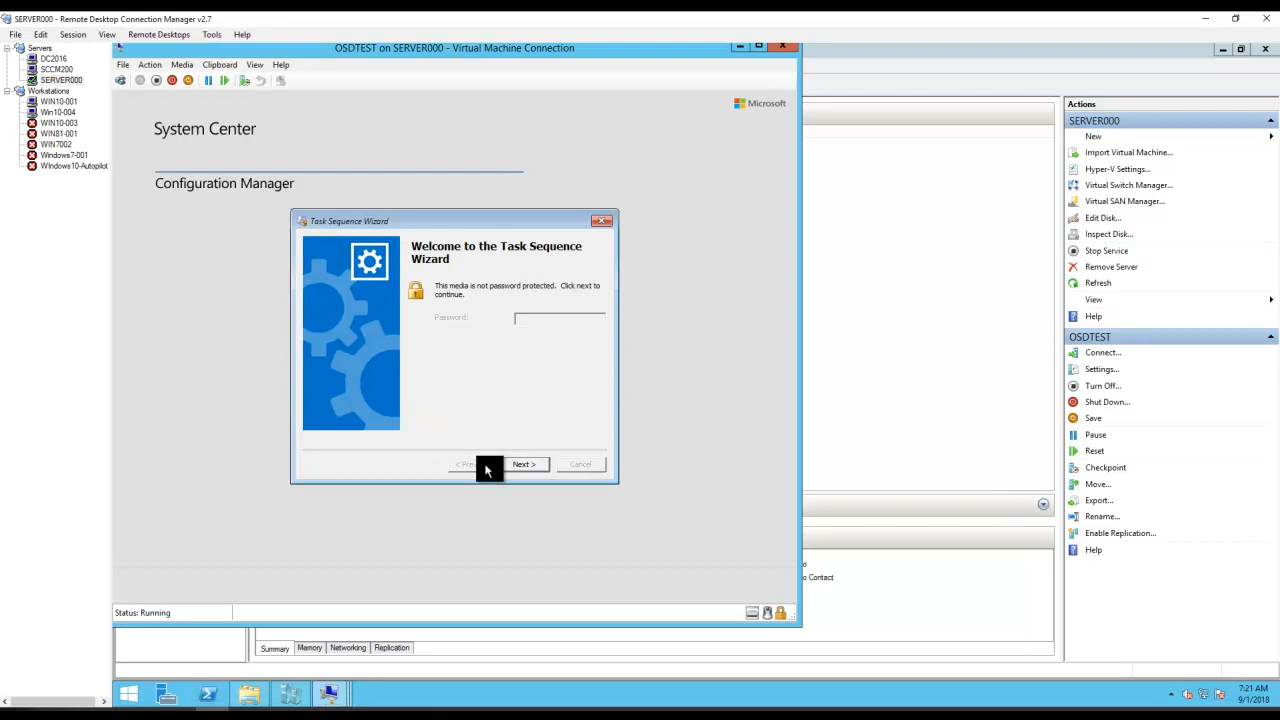 SERVER000 - Remote Desktop Connection Manager v2.7
File Edit Session View Remote Desktops Tools Help
Servers
DC2016
SCCM200
SERVER000
Workstations
WIN10-001
Win10-004
WIN10-003
WIN81-001
WIN7002
Windows7-001
WIndows10-Autopilot
OSDTEST on SERVER000 - Virtual Machine Connection
File Action Media Clipboard View Help
Microsoft
System Center
Configuration Manager
Task Sequence Wizard
Welcome to the Task Sequence
Wizard
This media is not password protected. Click next to
continue.
Password:
< Prev
Next >
Cancel
Status: Running
o Contact
Summary Memory Networking Replication
Actions
SERVER000
New
Import Virtual Machine...
Hyper-V Settings...
Virtual Switch Manager...
Virtual SAN Manager...
Edit Disk...
Inspect Disk...
Stop Service
Remove Server
Refresh
View
Help
OSDTEST
Connect...
Settings...
Turn Off...
Shut Down...
Save
Pause
Reset
Checkpoint
Move...
Export...
Rename...
Enable Replication...
Help
7:21 AM
9/1/2018